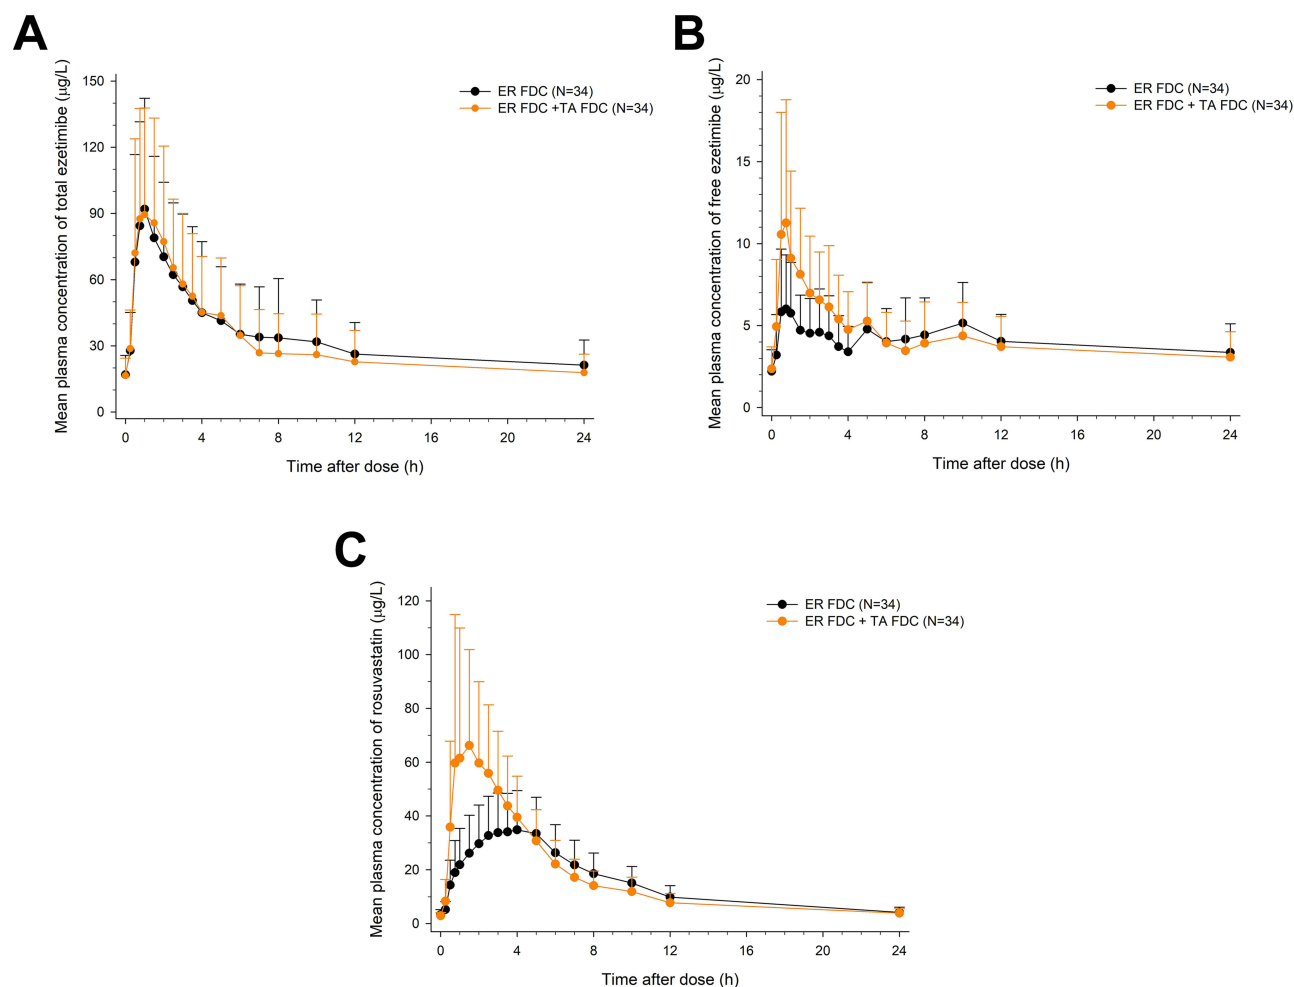 A
Mean plasma concentration of total ezetimibe (μg/L)
150
120
90
60
30
0
ER FDC (N=34)
ER FDC +TA FDC (N=34)
0 4 8 12 16 20 24
Time after dose (h)
B
Mean plasma concentration of free ezetimibe (μg/L)
20
15
10
5
0
ER FDC (N=34)
ER FDC + TA FDC (N=34)
0 4 8 12 16 20 24
Time after dose (h)
C
Mean plasma concentration of rosuvastatin (μg/L)
120
100
80
60
40
20
0
ER FDC (N=34)
ER FDC + TA FDC (N=34)
0 4 8 12 16 20 24
Time after dose (h)